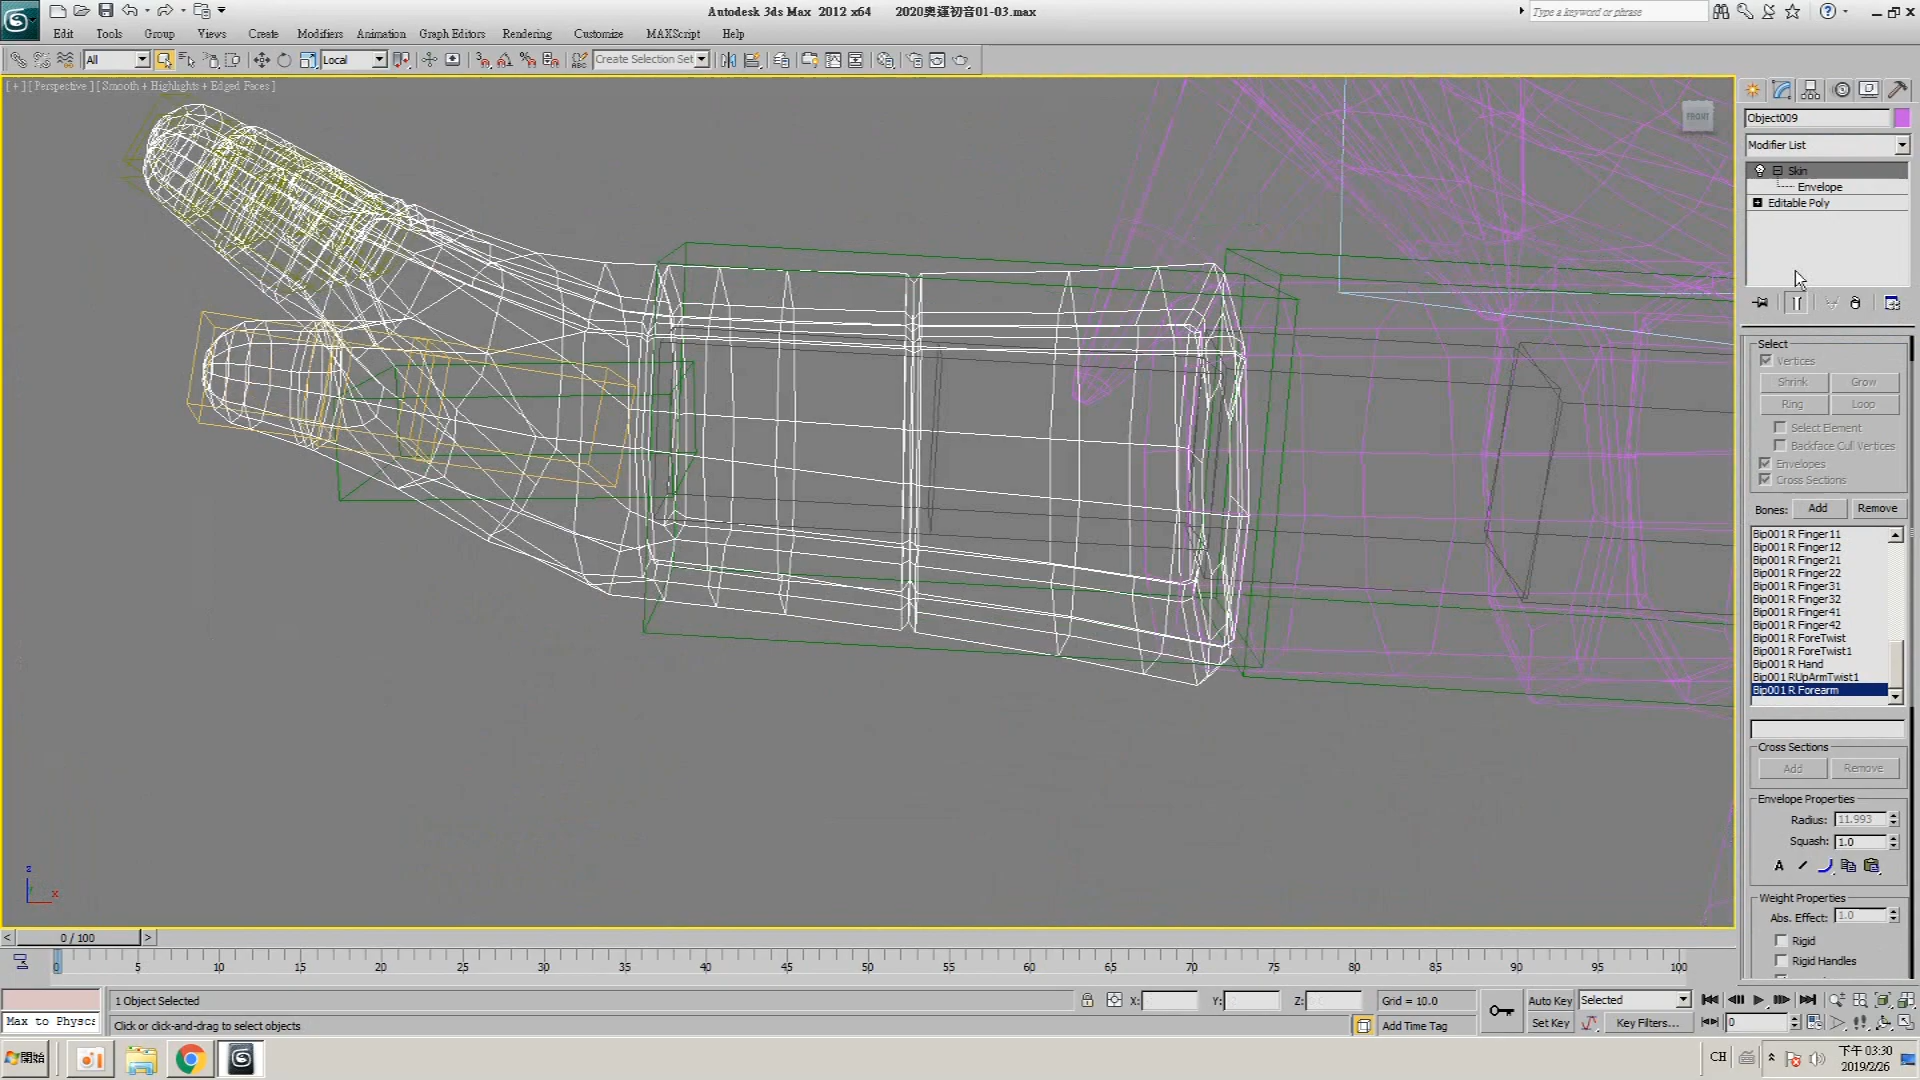 Autodesk 3ds Max 2012 x64 2020奧運初音01-03.max
Type a keyword or phrase
Edit Tools Group Views Create Modifiers Animation Graph Editors Rendering Customize MAXScript Help
All
Local
Create Selection Set
[ + ] [ Perspective ] [ Smooth + Highlights + Edged Faces ]
FRONT
Object009
Modifier List
Skin
Envelope
Editable Poly
Select
Vertices
Shrink Grow
Ring Loop
Select Element
Backface Cull Vertices
Envelopes
Cross Sections
Bones: Add Remove
Bip001 R Finger11
Bip001 R Finger12
Bip001 R Finger21
Bip001 R Finger22
Bip001 R Finger31
Bip001 R Finger32
Bip001 R Finger41
Bip001 R Finger42
Bip001 R ForeTwist
Bip001 R ForeTwist1
Bip001 R Hand
Bip001 RUpArmTwist1
Bip001 R Forearm
Cross Sections
Add Remove
Envelope Properties
Radius: 11.993
Squash: 1.0
A
Weight Properties
Abs. Effect: 1.0
Rigid
Rigid Handles
z
x
< 0 / 100 >
0 5 10 15 20 25 30 35 40 45 50 55 60 65 70 75 80 85 90 95 100
1 Object Selected
X: Y: Z:
Grid = 10.0
Auto Key
Selected
Max to Physc
Click or click-and-drag to select objects
Add Time Tag
Set Key
Key Filters...
0
開始
CH
下午 03:30
2019/2/26